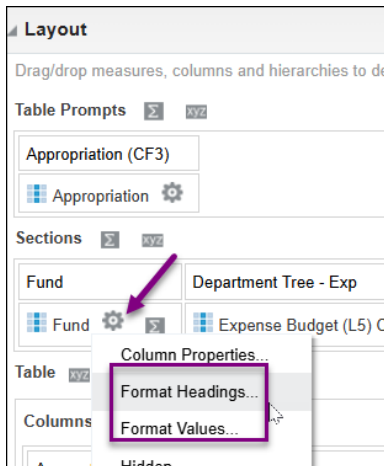 Layout
Drag/drop measures, columns and hierarchies to
Table Prompts Σ xyz
Appropriation (CF3)
Appropriation
Sections Σ xyz
Fund Department Tree - Exp
Fund Σ Expense Budget (L5)
Column Properties...
Table xyz
Format Headings...
Columns
Format Values...
Hidden